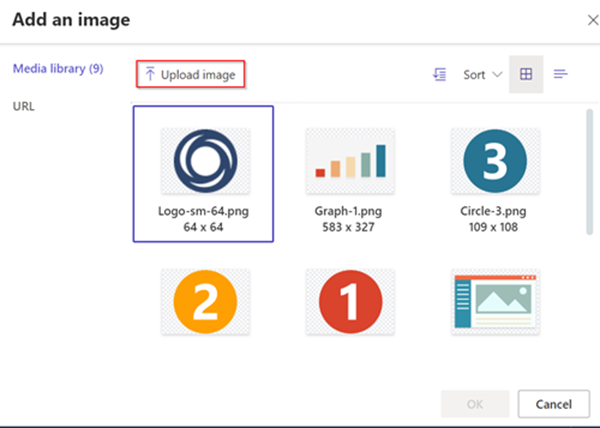 Add an image
Media library (9)
Upload image
Sort
URL
Logo-sm-64.png
64 x 64
Graph-1.png
583 x 327
3
Circle-3.png
109 x 108
2
1
OK
Cancel